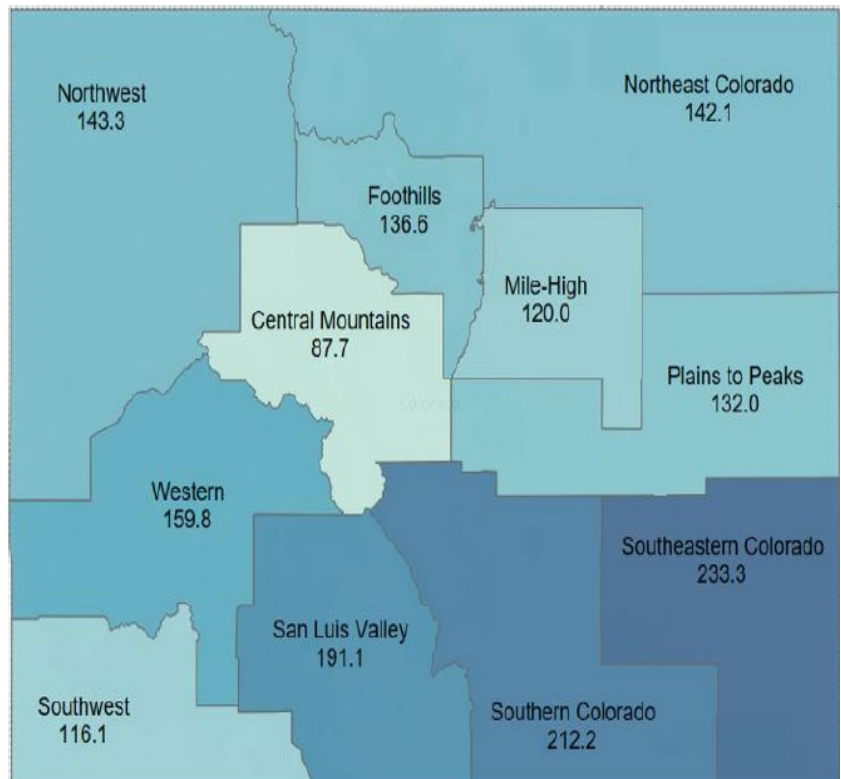 Northwest
143.3
Northeast Colorado
142.1
Foothills
136.6
Mile-High
120.0
Central Mountains
87.7
Colorado
Plains to Peaks
132.0
Western
159.8
Southeastern Colorado
233.3
San Luis Valley
191.1
Southwest
116.1
Southern Colorado
212.2